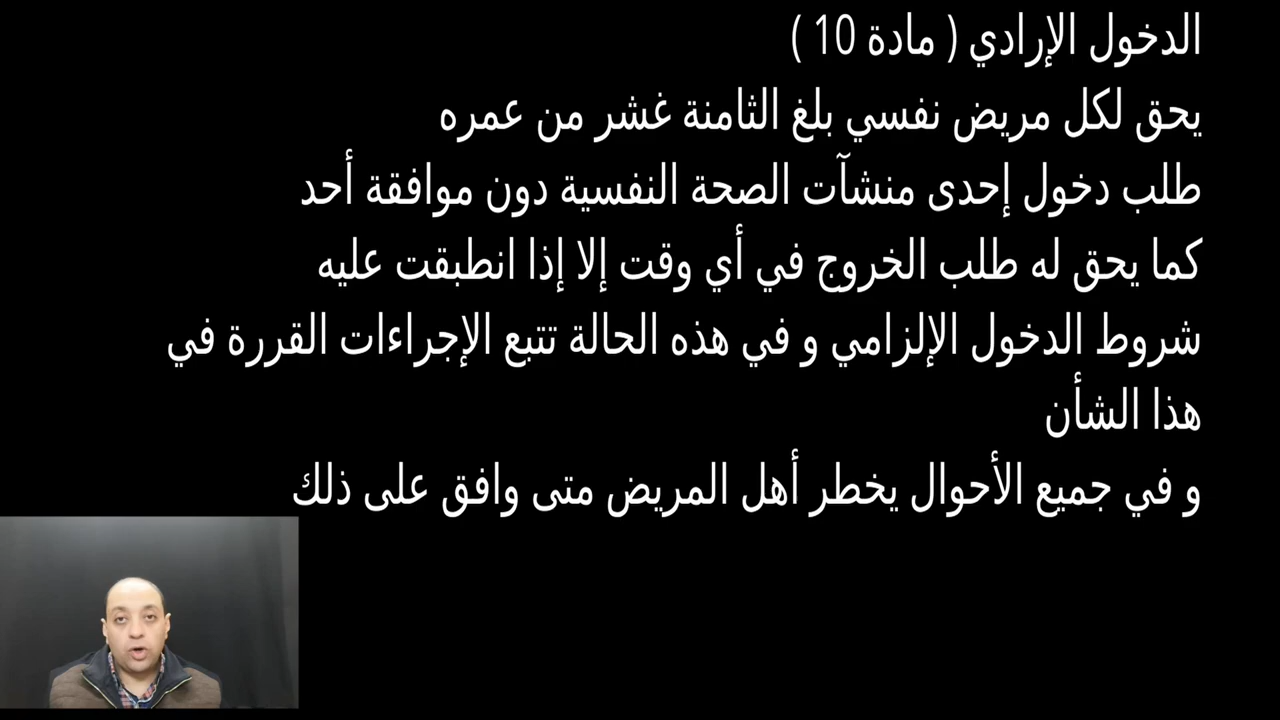 الدخول الإرادي ( مادة 10 )
يحق لكل مريض نفسي بلغ الثامنة غشر من عمره
طلب دخول إحدى منشآت الصحة النفسية دون موافقة أحد
كما يحق له طلب الخروج في أي وقت إلا إذا انطبقت عليه
شروط الدخول الإلزامي و في هذه الحالة تتبع الإجراءات القررة في
هذا الشأن
و في جميع الأحوال يخطر أهل المريض متى وافق على ذلك